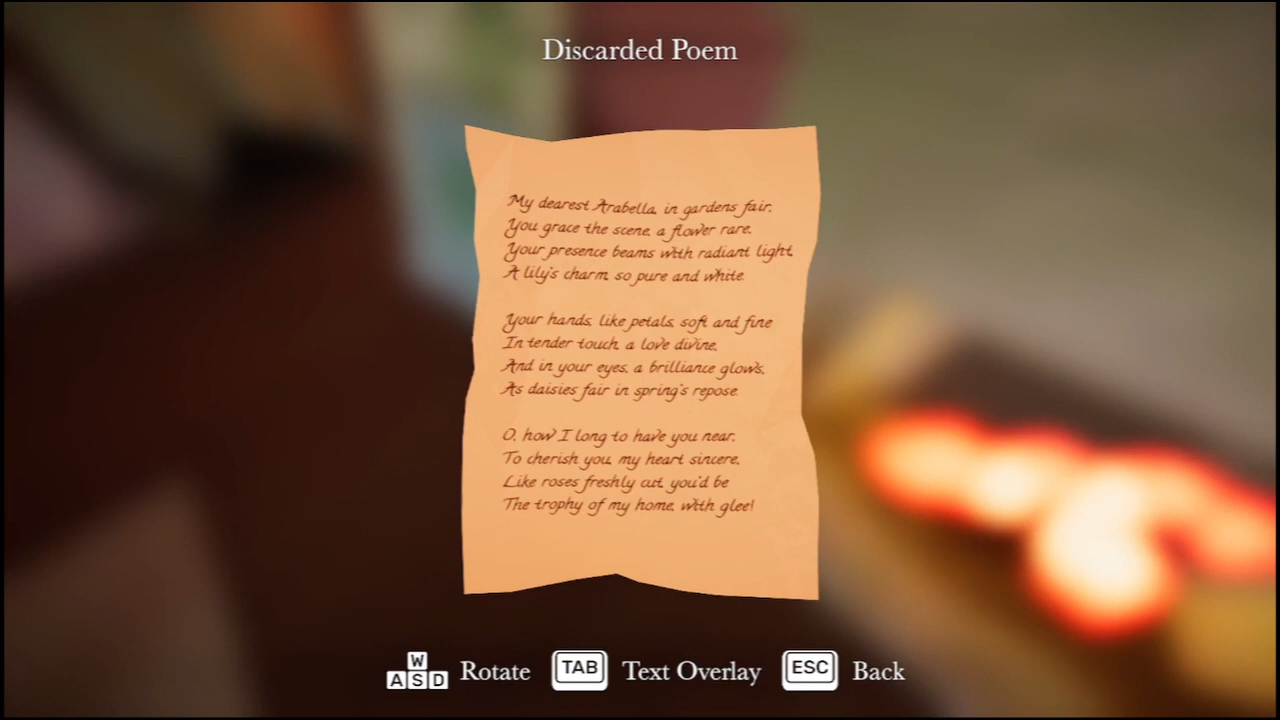 Discarded Poem
My dearest Arabella, in gardens fair,
You grace the scene, a flower rare,
Your presence beams with radiant light,
A lily's charm, so pure and white.
Your hands, like petals, soft and fine
In tender touch, a love divine,
And in your eyes, a brilliance glows,
As daisies fair in spring's repose.
O, how I long to have you near,
To cherish you, my heart sincere,
Like roses freshly cut, you'd be
The trophy of my home, with glee!
W
A S D Rotate TAB Text Overlay ESC Back